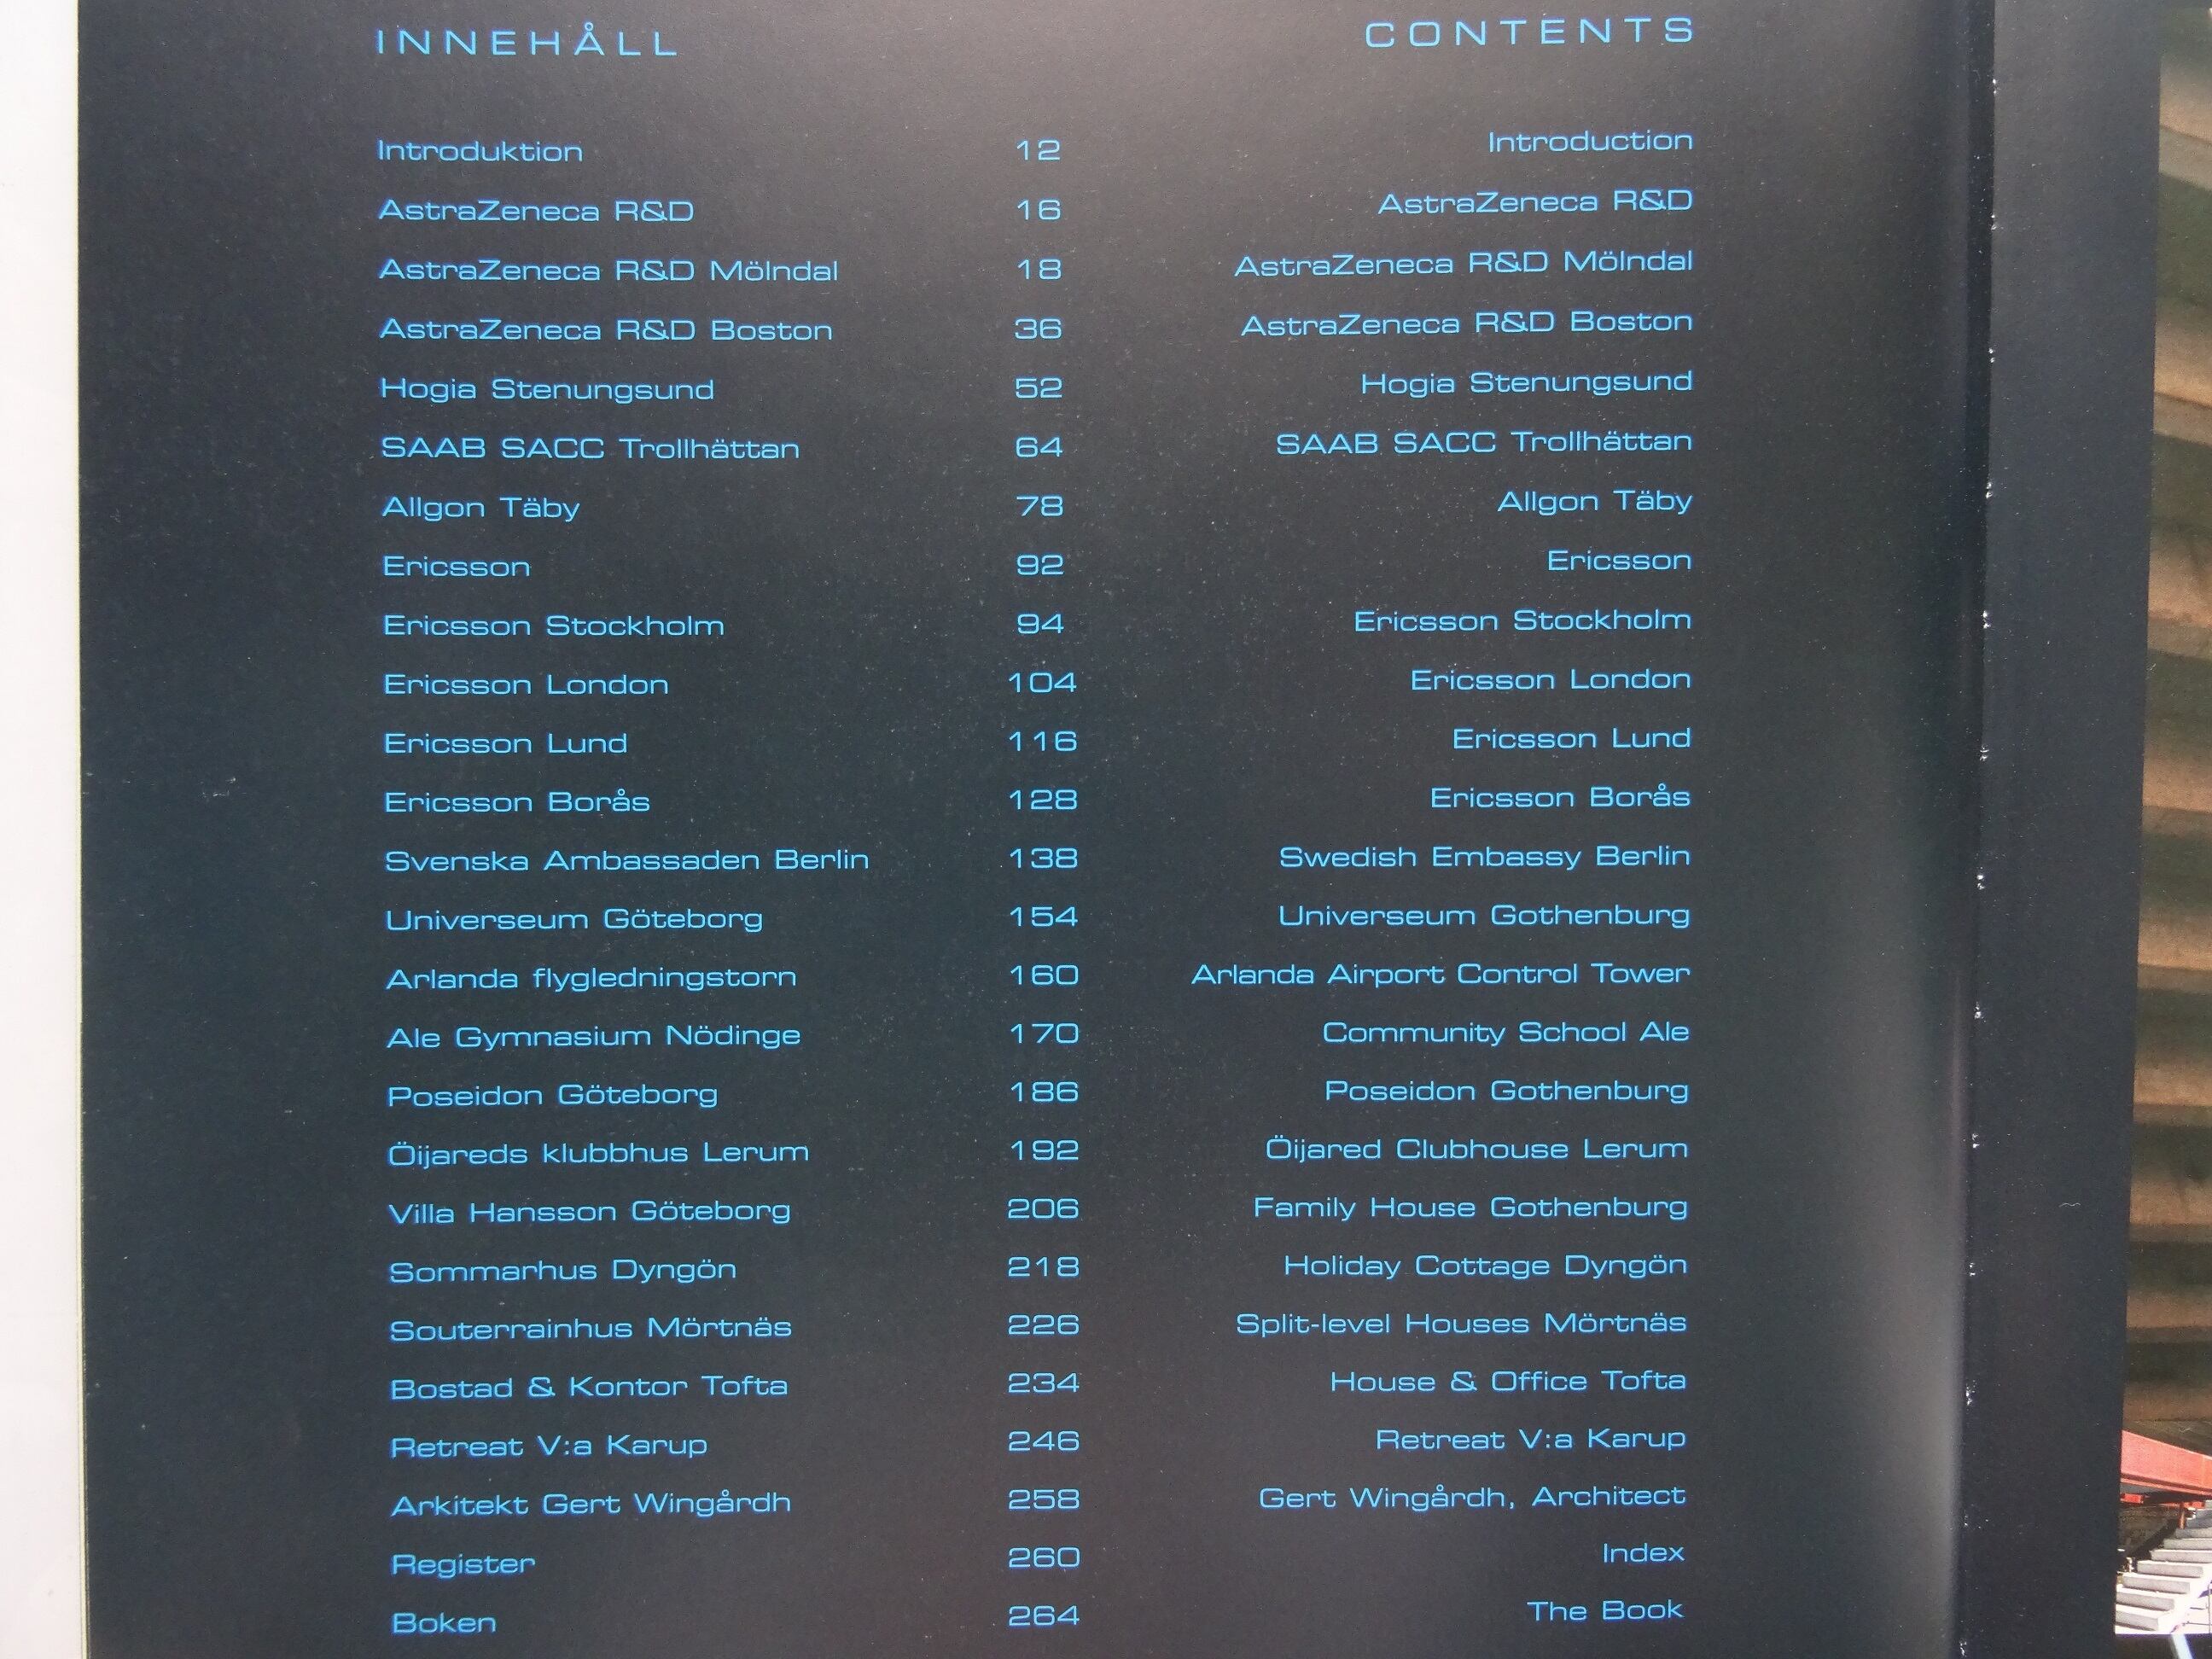 INNEHÅLL CONTENTS
Introduktion 12 Introduction
AstraZeneca R&D 16 AstraZeneca R&D
AstraZeneca R&D Mölndal 18 AstraZeneca R&D Mölndal
AstraZeneca R&D Boston 36 AstraZeneca R&D Boston
Hogia Stenungsund 52 Hogia Stenungsund
SAAB SACC Trollhättan 64 SAAB SACC Trollhättan
Allgon Täby 78 Allgon Täby
Ericsson 92 Ericsson
Ericsson Stockholm 94 Ericsson Stockholm
Ericsson London 104 Ericsson London
Ericsson Lund 116 Ericsson Lund
Ericsson Borås 128 Ericsson Borås
Svenska Ambassaden Berlin 138 Swedish Embassy Berlin
Universeum Göteborg 154 Universeum Gothenburg
Arlanda flygledningstorn 160 Arlanda Airport Control Tower
Ale Gymnasium Nödinge 170 Community School Ale
Poseidon Göteborg 186 Poseidon Gothenburg
Öijareds klubbhus Lerum 192 Öijared Clubhouse Lerum
Villa Hansson Göteborg 206 Family House Gothenburg
Sommarhus Dyngön 218 Holiday Cottage Dyngön
Souterrainhus Mörtnäs 226 Split-level Houses Mörtnäs
Bostad & Kontor Tofta 234 House & Office Tofta
Retreat V:a Karup 246 Retreat V:a Karup
Arkitekt Gert Wingårdh 258 Gert Wingårdh, Architect
Register 260 Index
Boken 264 The Book